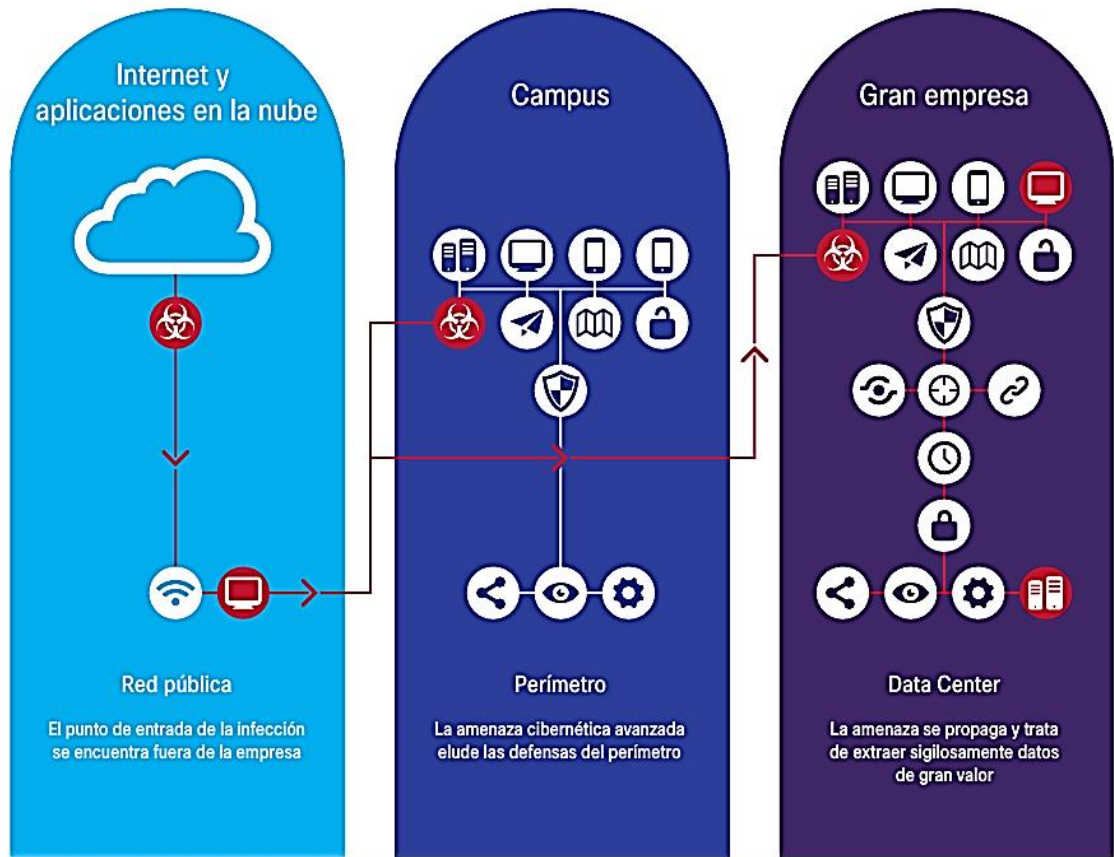 Internet y
aplicaciones en la nube
Red pública
El punto de entrada de la infección
se encuentra fuera de la empresa
Campus
Perímetro
La amenaza cibernética avanzada
elude las defensas del perímetro
Gran empresa
Data Center
La amenaza se propaga y trata
de extraer sigilosamente datos
de gran valor